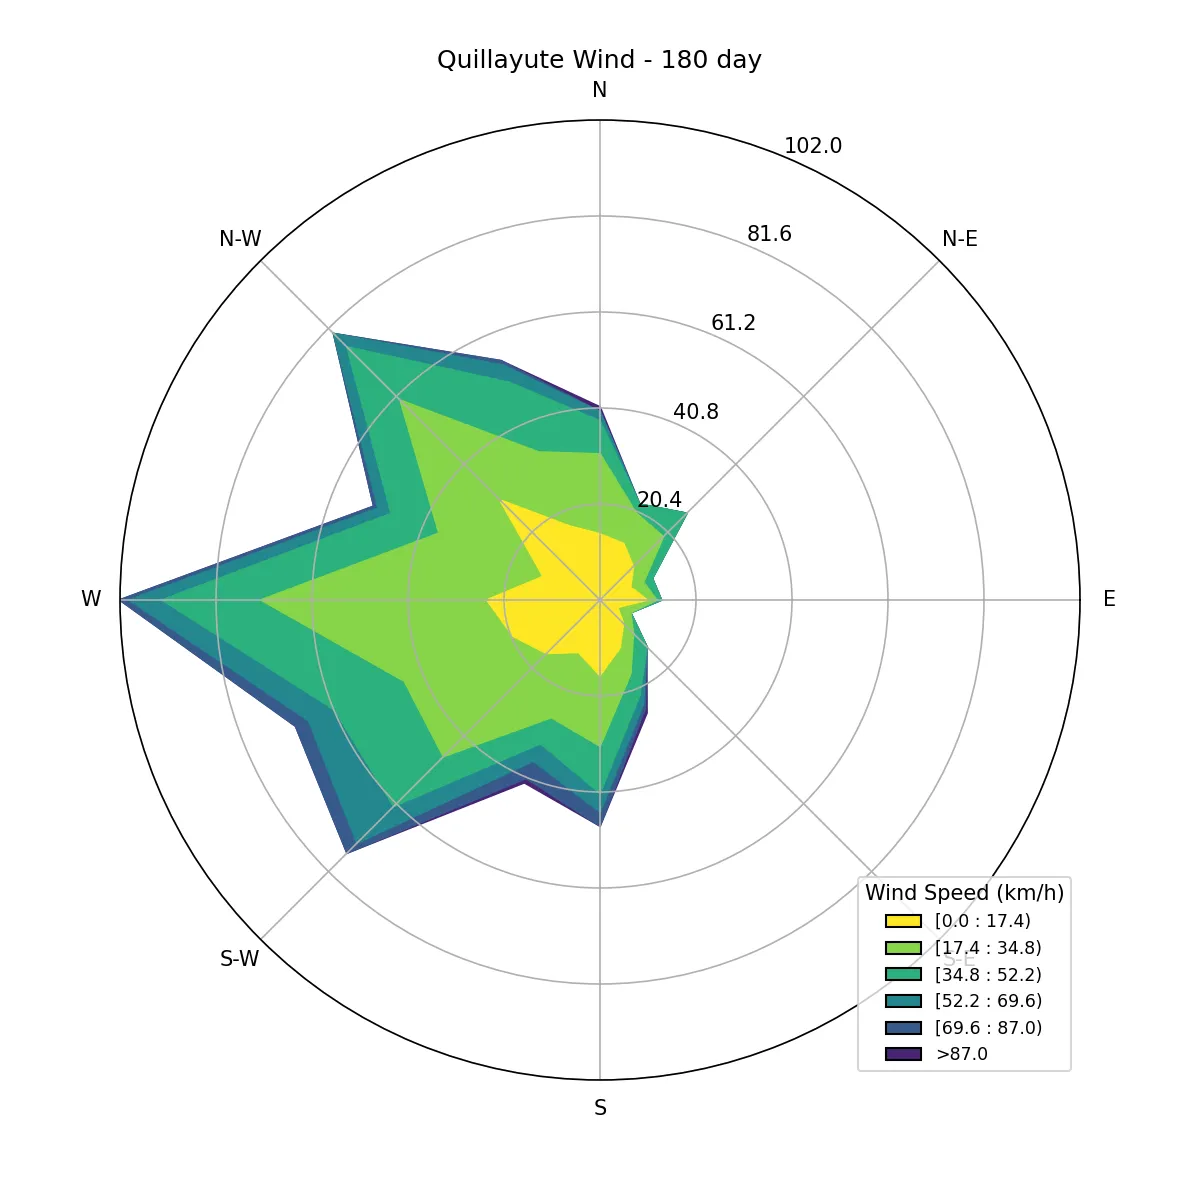 Quillayute Wind - 180 day
N
102.0
81.6
N-W
N-E
61.2
40.8
20.4
W
E
Wind Speed (km/h)
[0.0 : 17.4)
[17.4 : 34.8)
S-W
S-E
[34.8 : 52.2)
[52.2 : 69.6)
[69.6 : 87.0)
>87.0
S